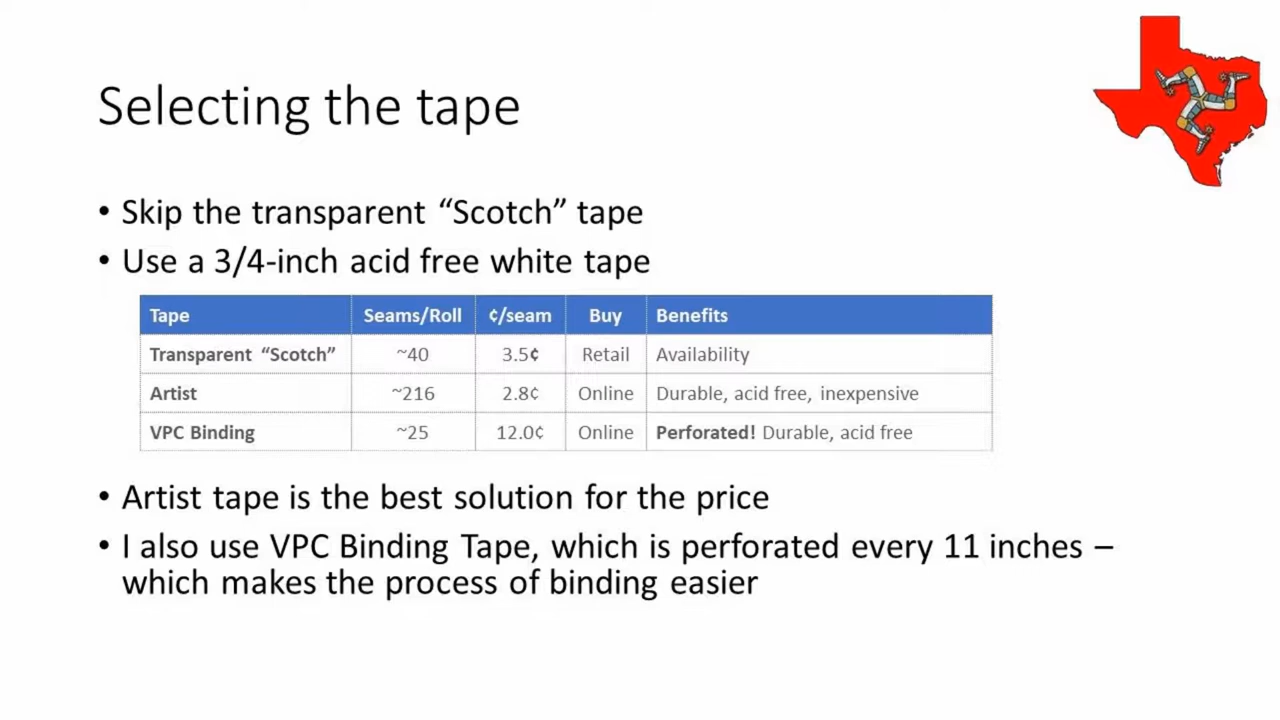 Selecting the tape
• Skip the transparent “Scotch” tape
• Use a 3/4-inch acid free white tape
Tape Seams/Roll ¢/seam Buy Benefits
Transparent “Scotch” ~40 3.5¢ Retail Availability
Artist ~216 2.8¢ Online Durable, acid free, inexpensive
VPC Binding ~25 12.0¢ Online Perforated! Durable, acid free
• Artist tape is the best solution for the price
• I also use VPC Binding Tape, which is perforated every 11 inches –
which makes the process of binding easier